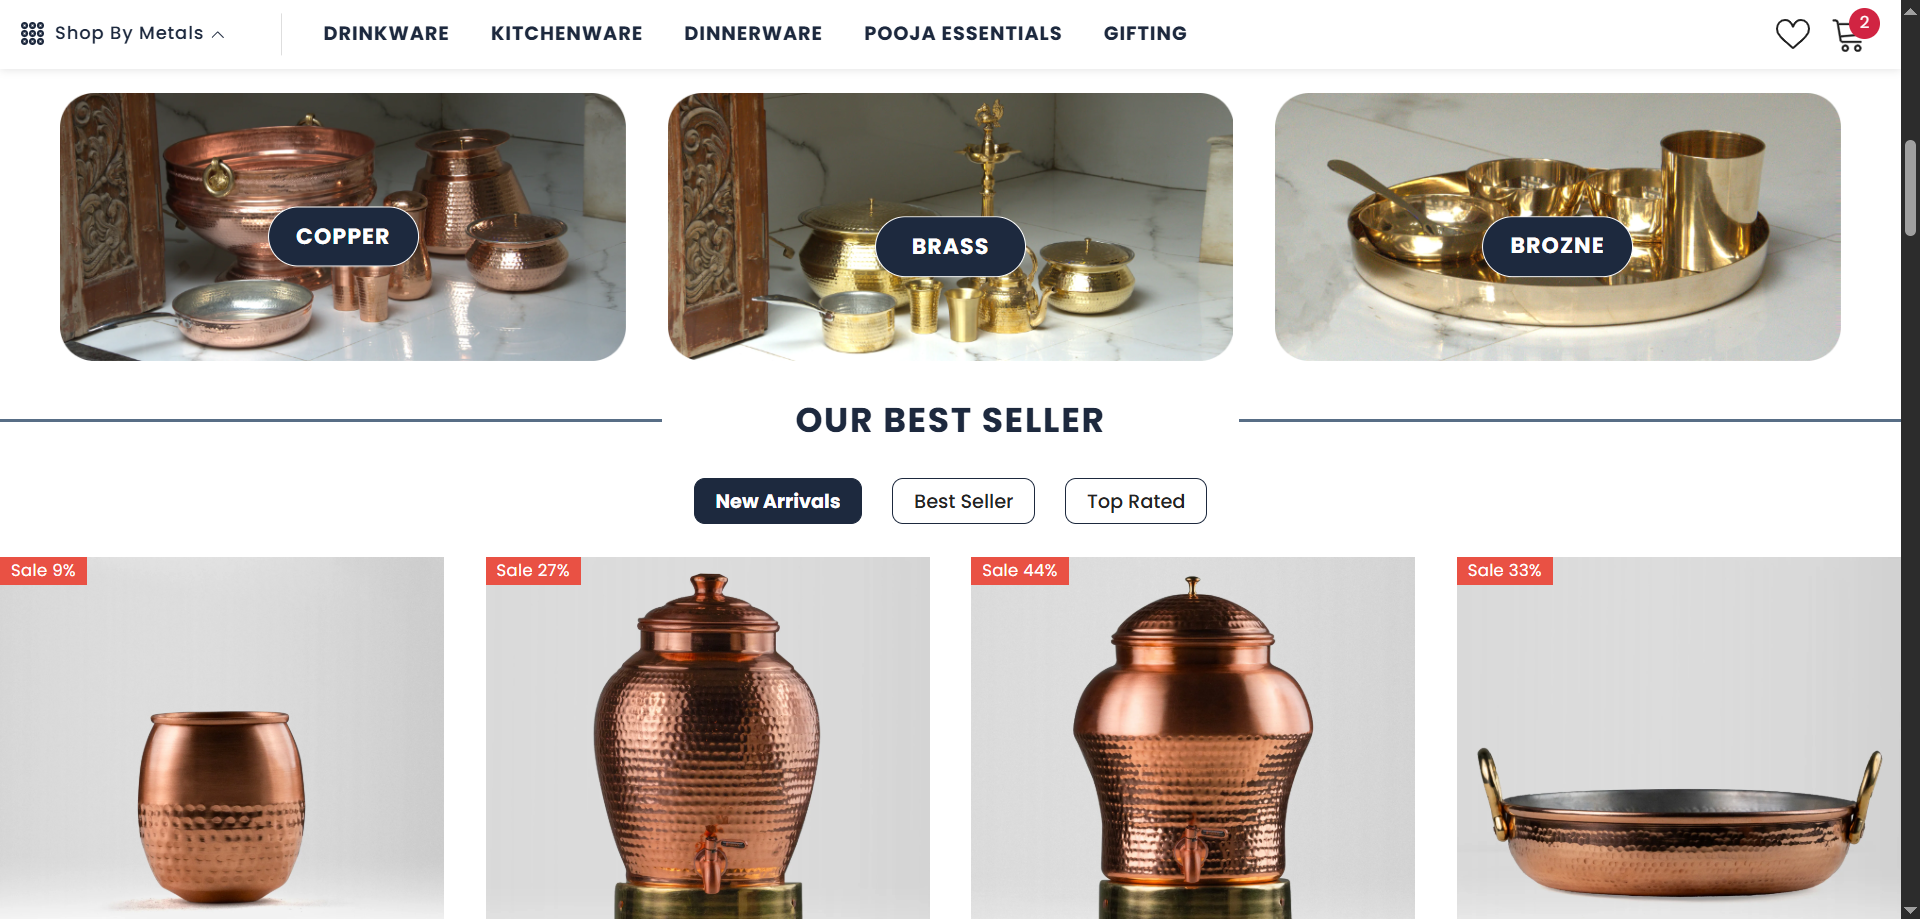 Shop By Metals
DRINKWARE KITCHENWARE DINNERWARE POOJA ESSENTIALS GIFTING
2
COPPER
BRASS
BROZNE
OUR BEST SELLER
New Arrivals
Best Seller
Top Rated
Sale 9%
Sale 27%
Sale 44%
Sale 33%